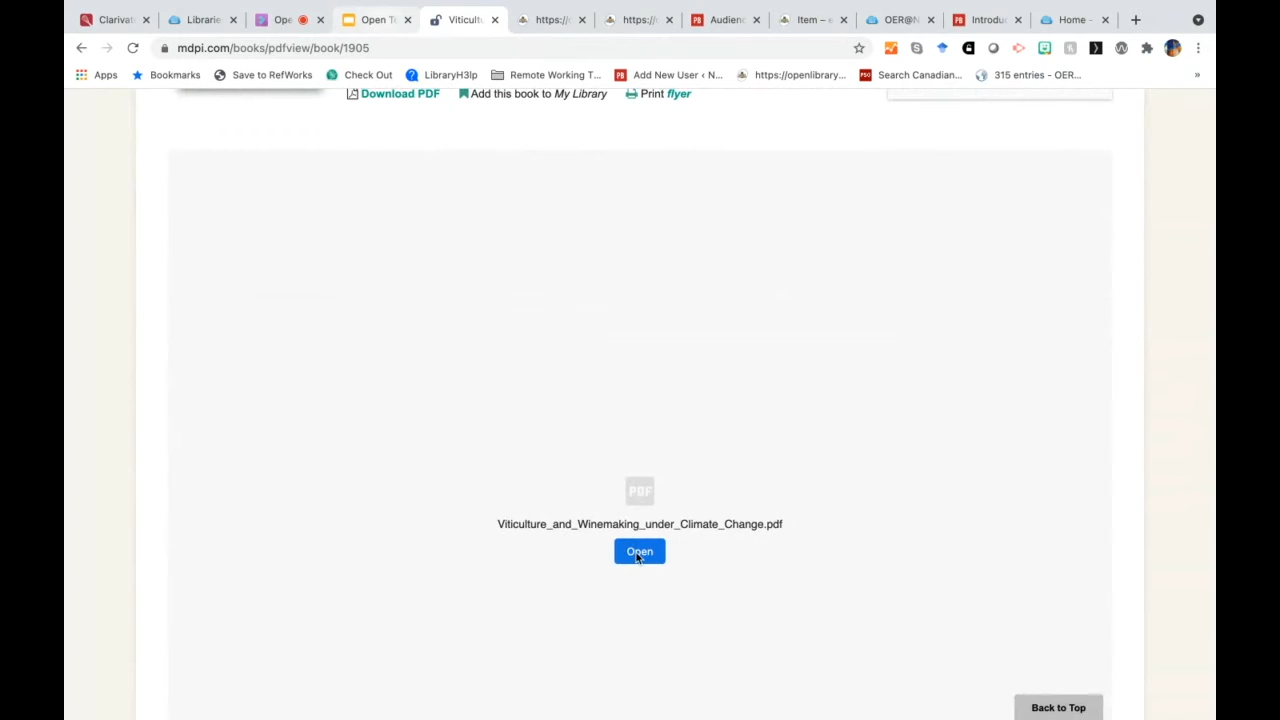 Clarivat Librarie Ope Open Te Viticultu https://c https://u Audienc Item – e OER@N Introdu Home -
mdpi.com/books/pdfview/book/1905
Apps Bookmarks Save to RefWorks Check Out LibraryH3lp Remote Working T... Add New User ‹ N... https://openlibrary... Search Canadian... 315 entries - OER... »
Download PDF Add this book to My Library Print flyer
PDF
Viticulture_and_Winemaking_under_Climate_Change.pdf
Open
Back to Top